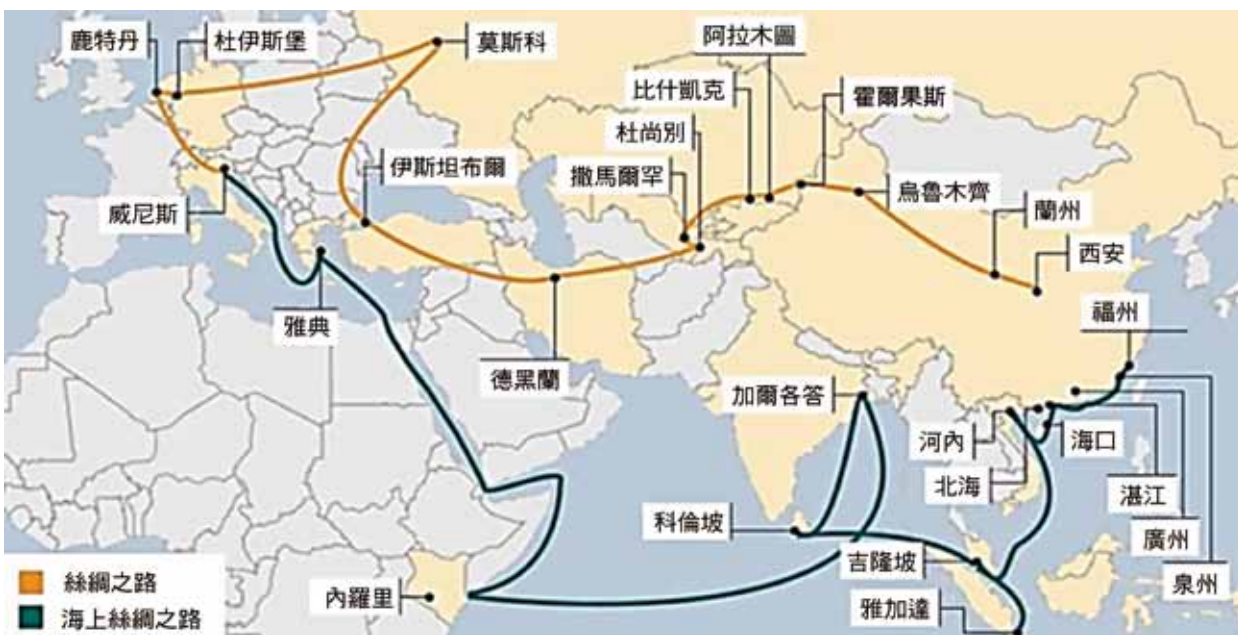 鹿特丹
杜伊斯堡
莫斯科
阿拉木圖
比什凱克
霍爾果斯
杜尚別
伊斯坦布爾
撒馬爾罕
威尼斯
烏魯木齊
蘭州
西安
雅典
福州
德黑蘭
加爾各答
河內
海口
北海
湛江
科倫坡
廣州
吉隆坡
泉州
絲綢之路
內羅里
海上絲綢之路
雅加達